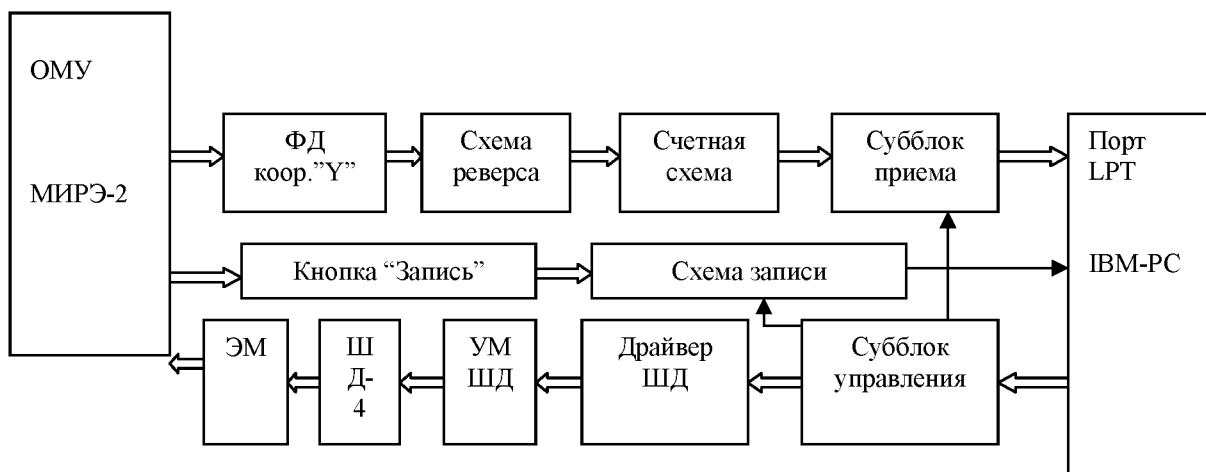 ОМУ
МИРЭ-2
ФД
коор.”Y”
Схема
реверса
Счетная
схема
Субблок
приема
Порт
LPT
Кнопка “Запись”
Схема записи
IBM-PC
ЭМ
Ш
Д-
4
УМ
ШД
Драйвер
ШД
Субблок
управления